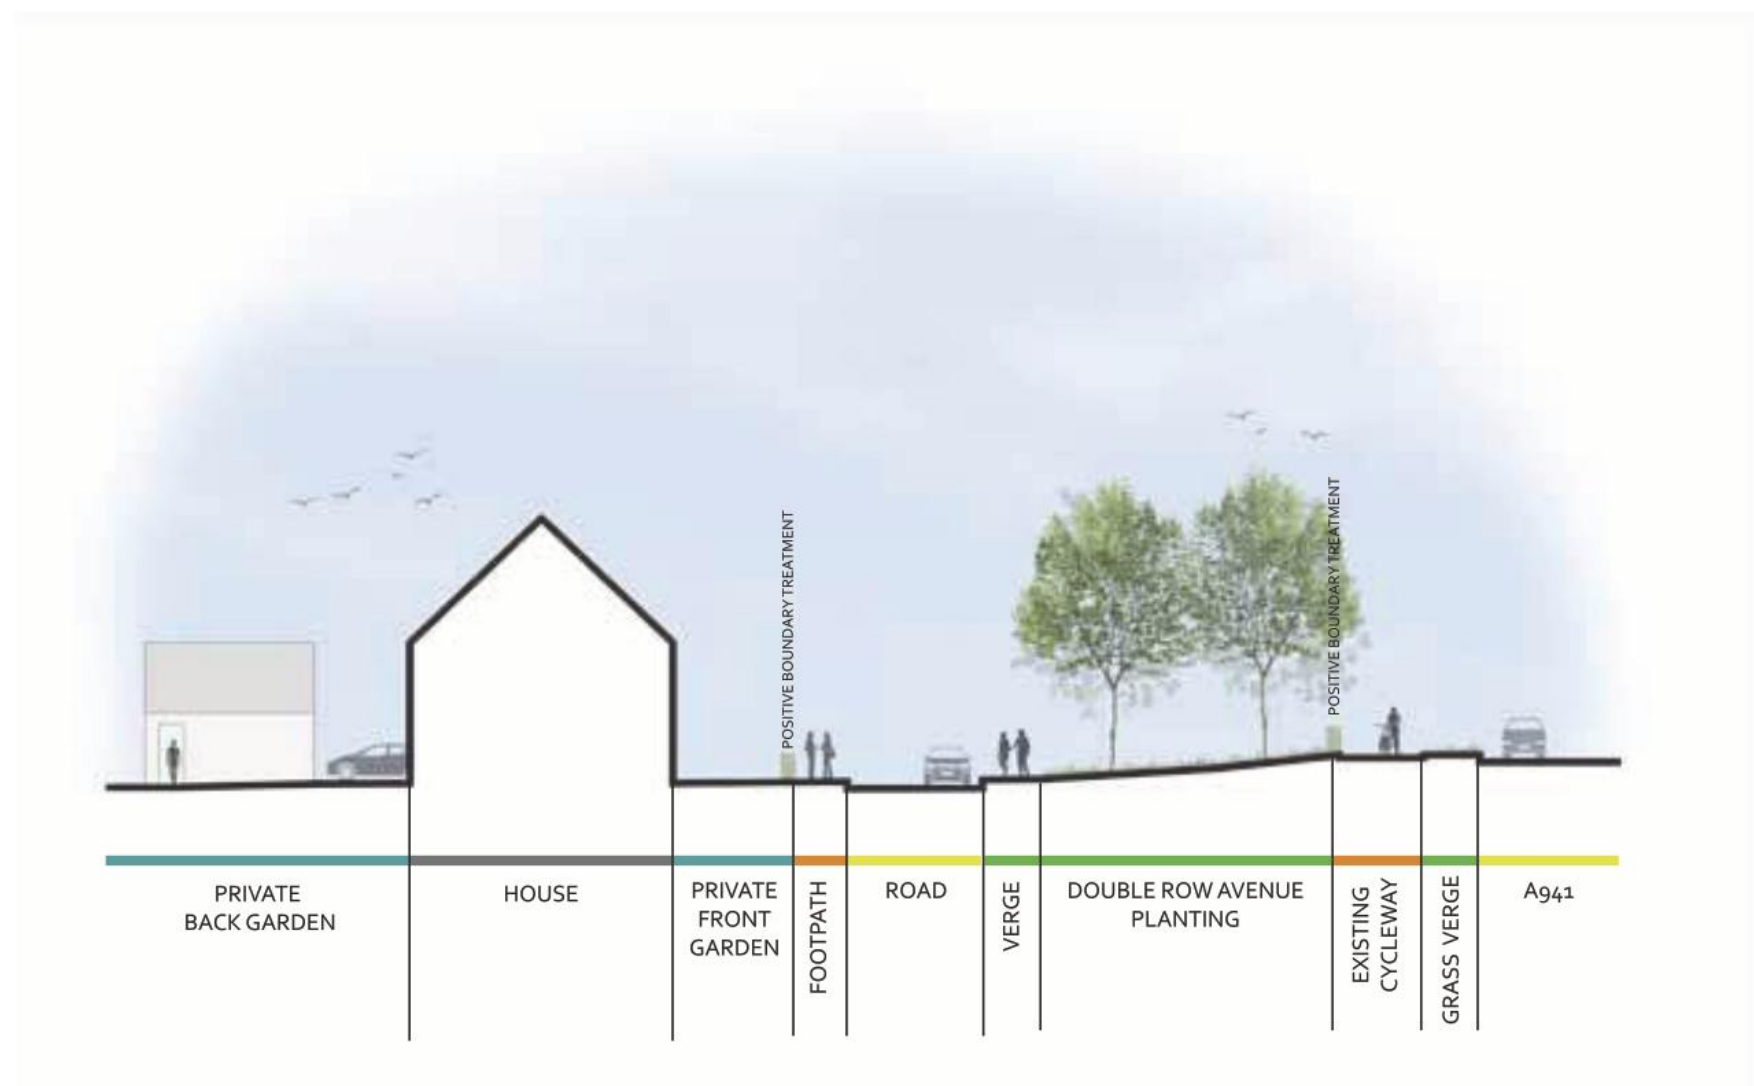 POSITIVE BOUNDARY TREATMENT
POSITIVE BOUNDARY TREATMENT
PRIVATE
BACK GARDEN
HOUSE
PRIVATE
FRONT
GARDEN
FOOTPATH
ROAD
VERGE
DOUBLE ROW AVENUE
PLANTING
EXISTING
CYCLEWAY
GRASS VERGE
A941